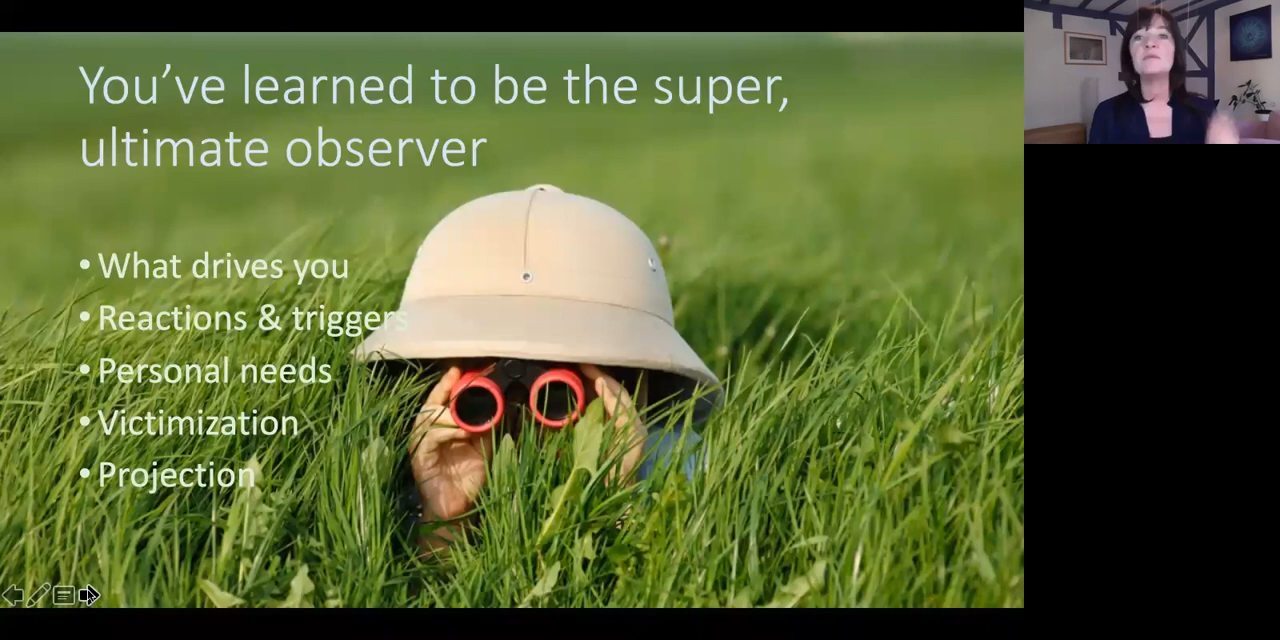 You’ve learned to be the super,
ultimate observer
• What drives you
• Reactions & triggers
• Personal needs
• Victimization
• Projection